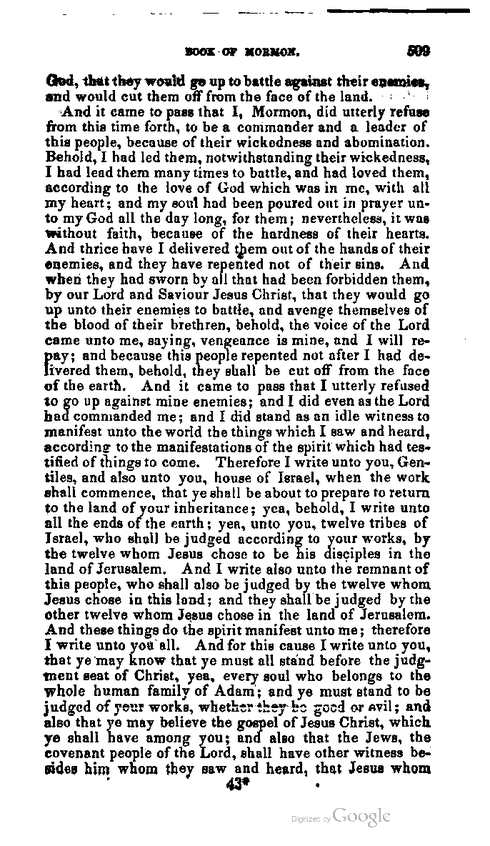 BOOK OF MORMON. 509
God, that they would go up to battle against their enemies,
and would cut them off from the face of the land.
And it came to pass that I, Mormon, did utterly refuse
from this time forth, to be a commander and a leader of
this people, because of their wickedness and abomination.
Behold, I had led them, notwithstanding their wickedness,
I had lead them many times to battle, and had loved them,
according to the love of God which was in me, with all
my heart; and my soul had been poured out in prayer un-
to my God all the day long, for them; nevertheless, it was
without faith, because of the hardness of their hearts.
And thrice have I delivered them out of the hands of their
enemies, and they have repented not of their sins. And
when they had sworn by all that had been forbidden them,
by our Lord and Saviour Jesus Christ, that they would go
up unto their enemies to battle, and avenge themselves of
the blood of their brethren, behold, the voice of the Lord
came unto me, saying, vengeance is mine, and I will re-
pay; and because this people repented not after I had de-
livered them, behold, they shall be cut off from the face
of the earth. And it came to pass that I utterly refused
to go up against mine enemies; and I did even as the Lord
had commanded me; and I did stand as an idle witness to
manifest unto the world the things which I saw and heard,
according to the manifestations of the spirit which had tes-
tified of things to come. Therefore I write unto you, Gen-
tiles, and also unto you, house of Israel, when the work
shall commence, that ye shall be about to prepare to return
to the land of your inheritance; yea, behold, I write unto
all the ends of the earth; yea, unto you, twelve tribes of
Israel, who shall be judged according to your works, by
the twelve whom Jesus chose to be his disciples in the
land of Jerusalem. And I write also unto the remnant of
this people, who shall also be judged by the twelve whom
Jesus chose in this land; and they shall be judged by the
other twelve whom Jesus chose in the land of Jerusalem.
And these things do the spirit manifest unto me; therefore
I write unto you all. And for this cause I write unto you,
that ye may know that ye must all stand before the judg-
ment seat of Christ, yea, every soul who belongs to the
whole human family of Adam; and ye must stand to be
judged of your works, whether they be good or evil; and
also that ye may believe the gospel of Jesus Christ, which
ye shall have among you; and also that the Jews, the
covenant people of the Lord, shall have other witness be-
sides him whom they saw and heard, that Jesus whom
43*
Digitized by Google